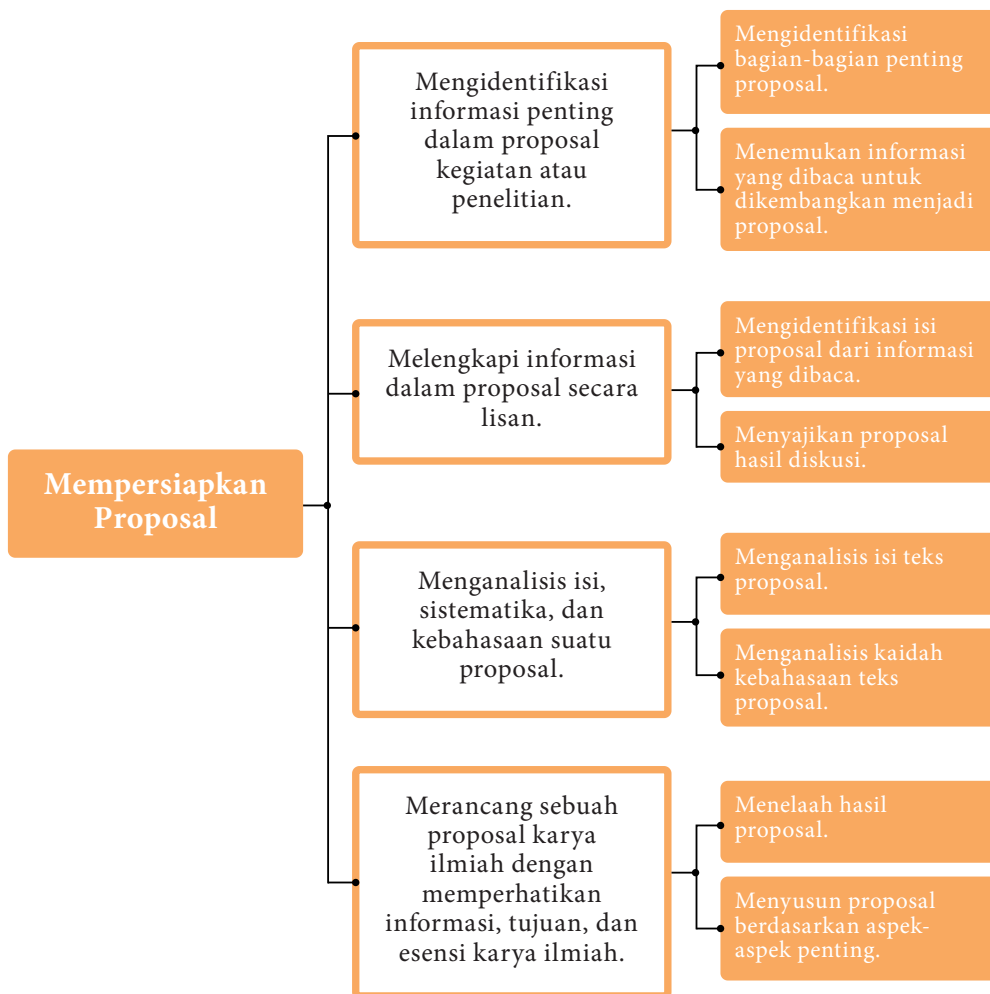 Mempersiapkan
Proposal
Mengidentifikasi
informasi penting
dalam proposal
kegiatan atau
penelitian.
Mengidentifikasi
bagian-bagian penting
proposal.
Menemukan informasi
yang dibaca untuk
dikembangkan menjadi
proposal.
Melengkapi informasi
dalam proposal secara
lisan.
Mengidentifikasi isi
proposal dari informasi
yang dibaca.
Menyajikan proposal
hasil diskusi.
Menganalisis isi,
sistematika, dan
kebahasaan suatu
proposal.
Menganalisis isi teks
proposal.
Menganalisis kaidah
kebahasaan teks
proposal.
Merancang sebuah
proposal karya
ilmiah dengan
memperhatikan
informasi, tujuan, dan
esensi karya ilmiah.
Menelaah hasil
proposal.
Menyusun proposal
berdasarkan aspek-
aspek penting.